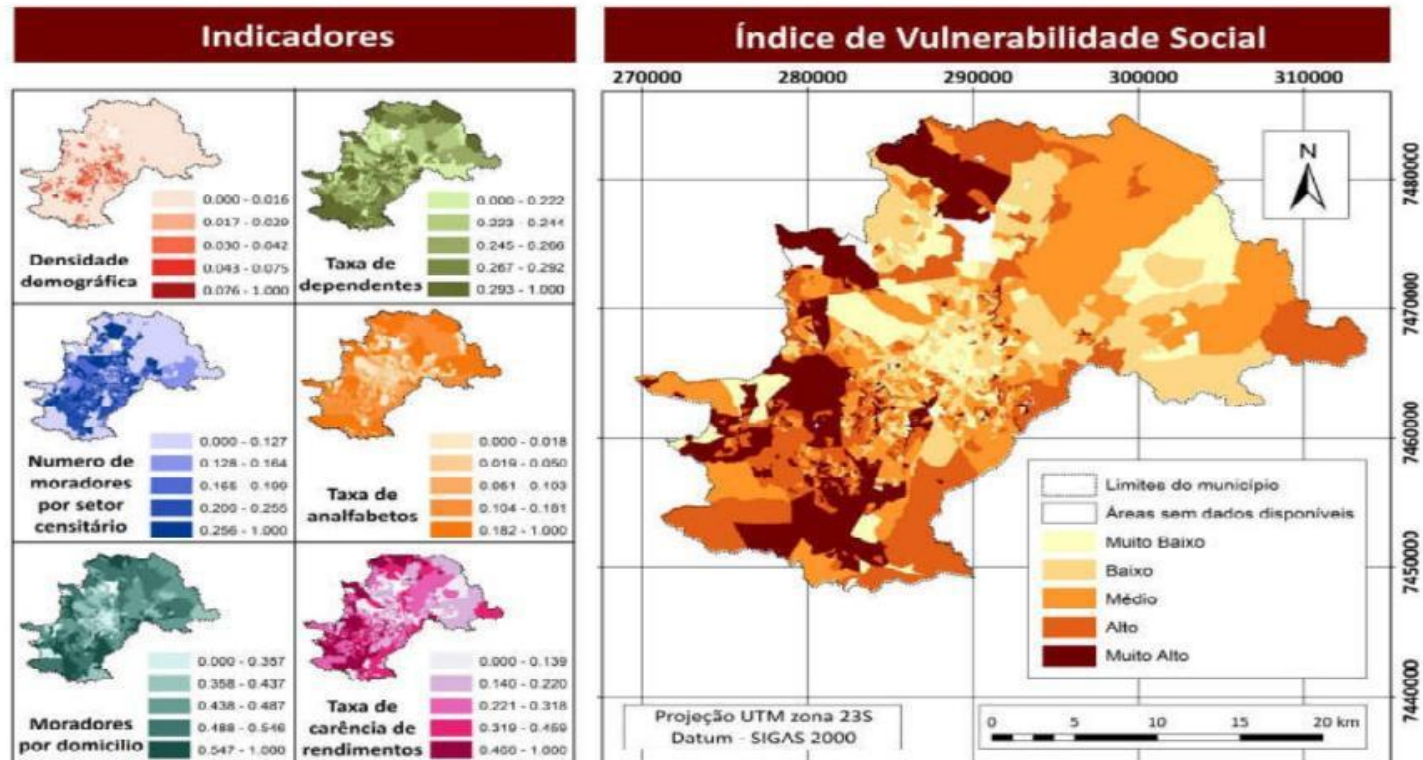 Indicadores
0.000 - 0.016
0.017 - 0.029
0.030 - 0.042
0.043 - 0.075
0.076 - 1.000
Densidade
demográfica
0.000 - 0.222
0.223 - 0.244
0.245 - 0.266
0.267 - 0.292
0.293 - 1.000
Taxa de
dependentes
0.000 - 0.127
0.128 - 0.164
0.200 - 0.255
0.256 - 1.000
Numero de
moradores
por setor
censitário
0.000 - 0.018
0.019 - 0.050
0.051 - 0.103
0.104 - 0.181
0.182 - 1.000
Taxa de
analfabetos
0.000 - 0.357
0.358 - 0.437
0.438 - 0.487
0.488 - 0.546
0.547 - 1.000
Moradores
por domicilio
0.000 - 0.139
0.140 - 0.220
0.221 - 0.318
0.319 - 0.459
0.460 - 1.000
Taxa de
carência de
rendimentos
Índice de Vulnerabilidade Social
270000 280000 290000 300000 310000
7480000
7470000
7460000
7450000
7440000
N
Limites do município
Áreas sem dados disponíveis
Muito Baixo
Baixo
Médio
Alto
Muito Alto
Projeção UTM zona 23S
Datum - SIGAS 2000
0 5 10 15 20 km